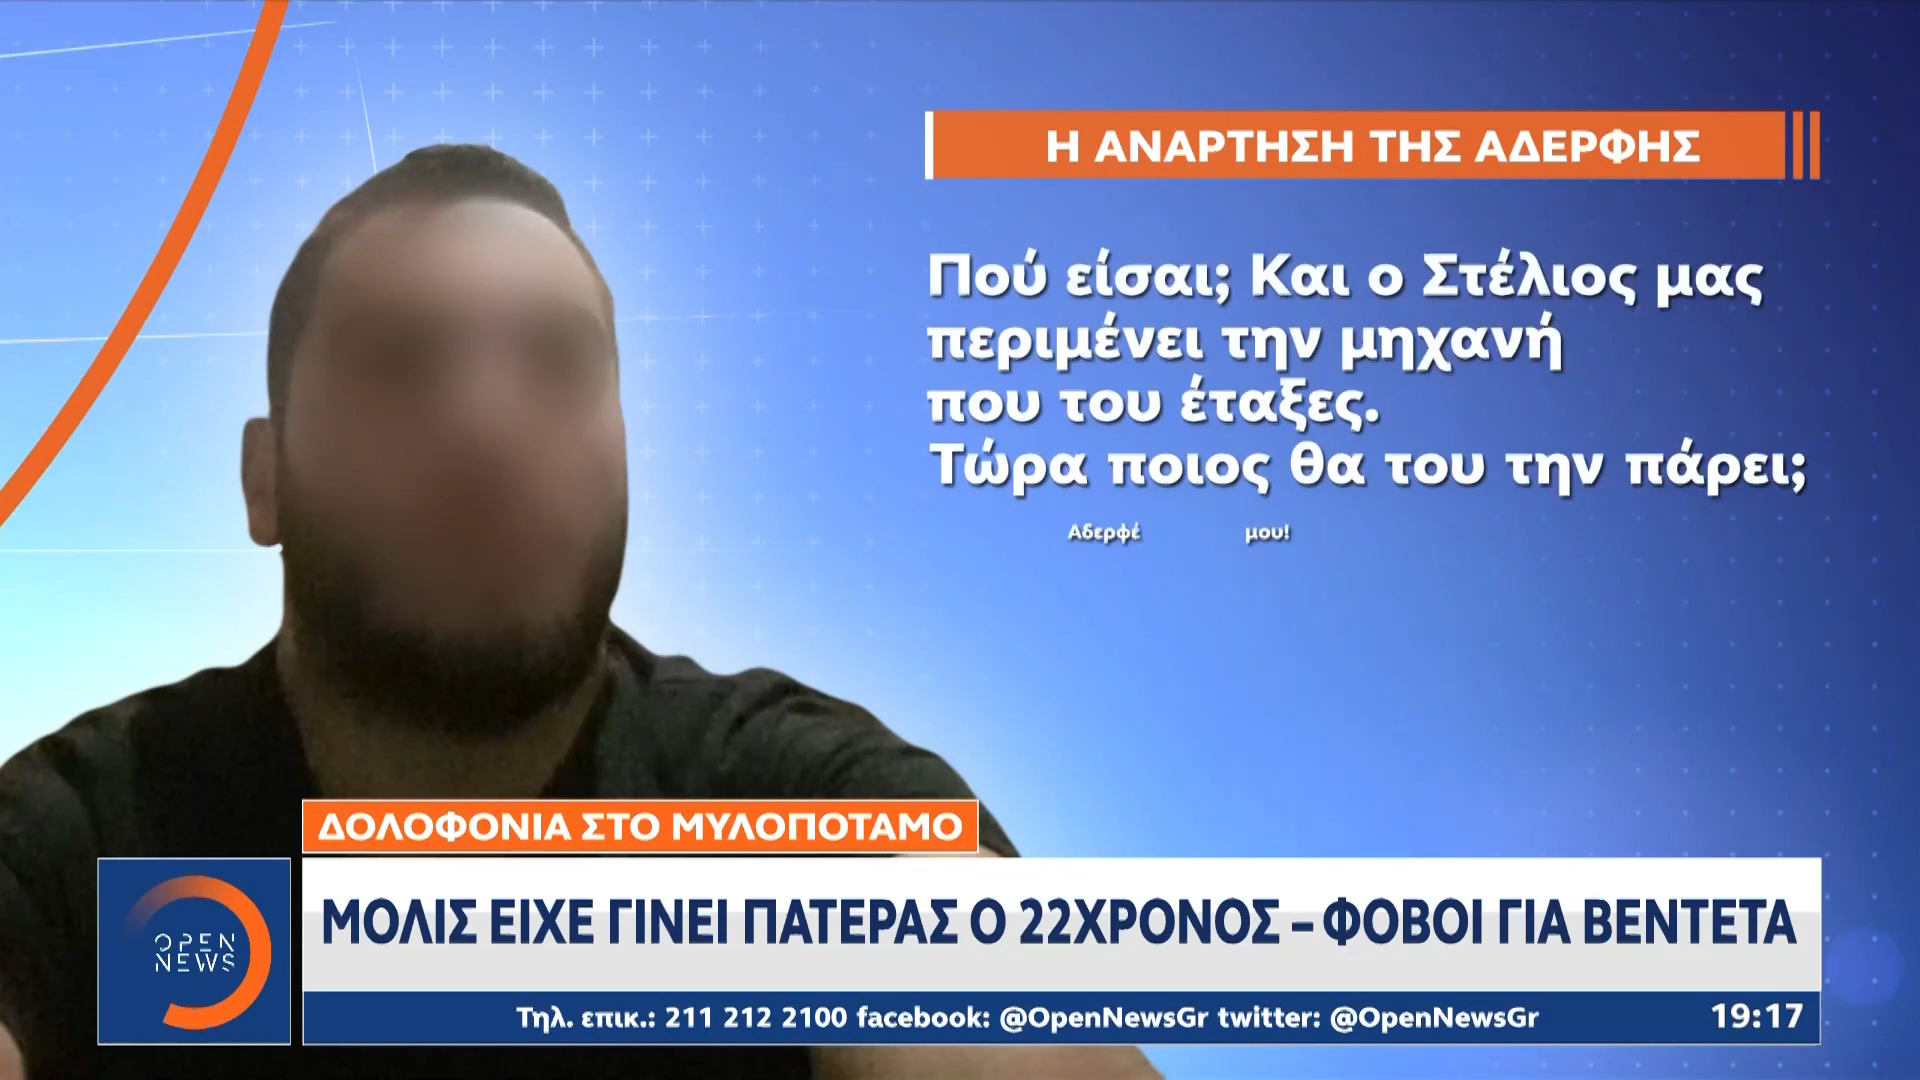 Η ΑΝΑΡΤΗΣΗ ΤΗΣ ΑΔΕΡΦΗΣ
Πού είσαι; Και ο Στέλιος μας
περιμένει την μηχανή
που του έταξες.
Τώρα ποιος θα του την πάρει;
Αδερφέ μου!
ΔΟΛΟΦΟΝΙΑ ΣΤΟ ΜΥΛΟΠΟΤΑΜΟ
ΜΟΛΙΣ ΕΙΧΕ ΓΙΝΕΙ ΠΑΤΕΡΑΣ Ο 22ΧΡΟΝΟΣ – ΦΟΒΟΙ ΓΙΑ ΒΕΝΤΕΤΑ
OPEN
NEWS
Τηλ. επικ.: 211 212 2100 facebook: @OpenNewsGr twitter: @OpenNewsGr 19:17